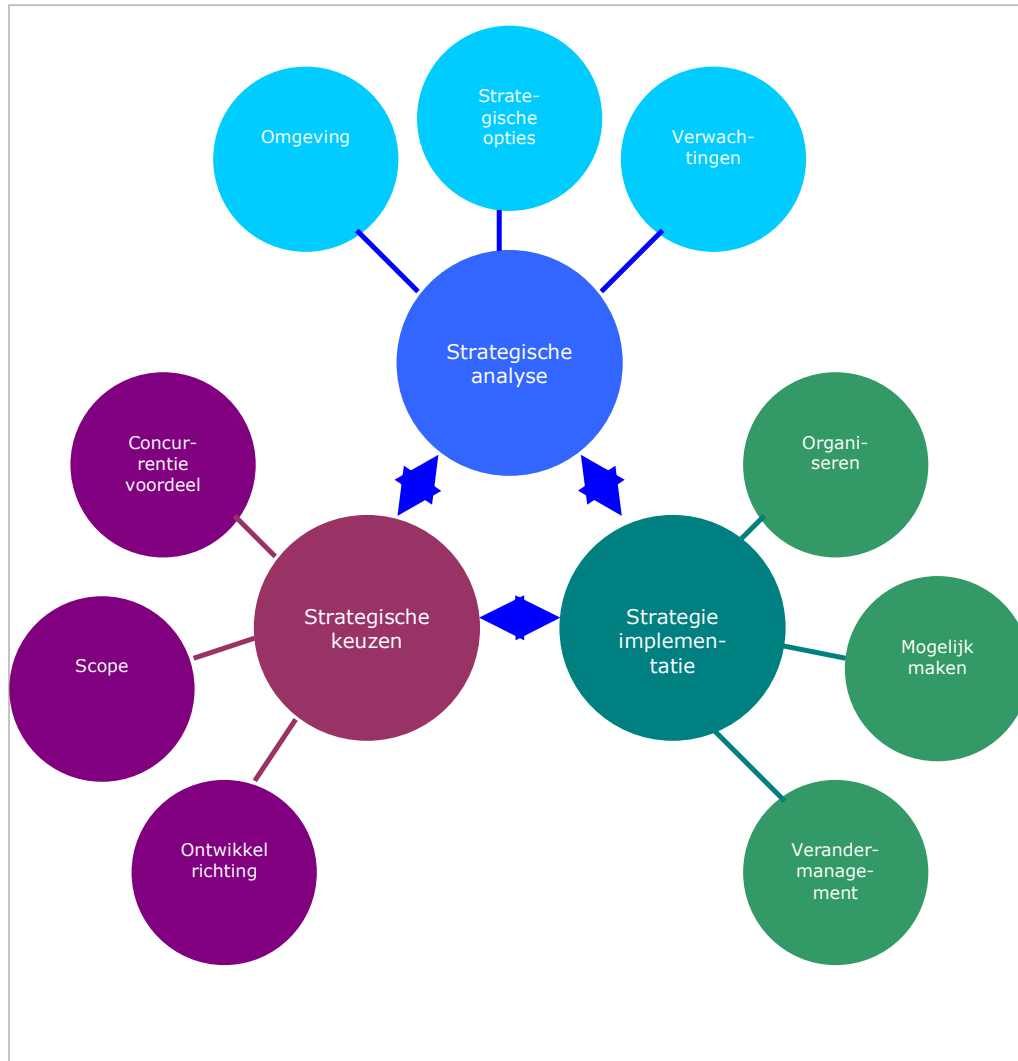 Omgeving
Strate-
gische
opties
Verwach-
tingen
Strategische
analyse
Concur-
rentie
voordeel
Organi-
seren
Strategische
keuzen
Strategie
implemen-
tatie
Scope
Mogelijk
maken
Ontwikkel
richting
Verander-
manage-
ment